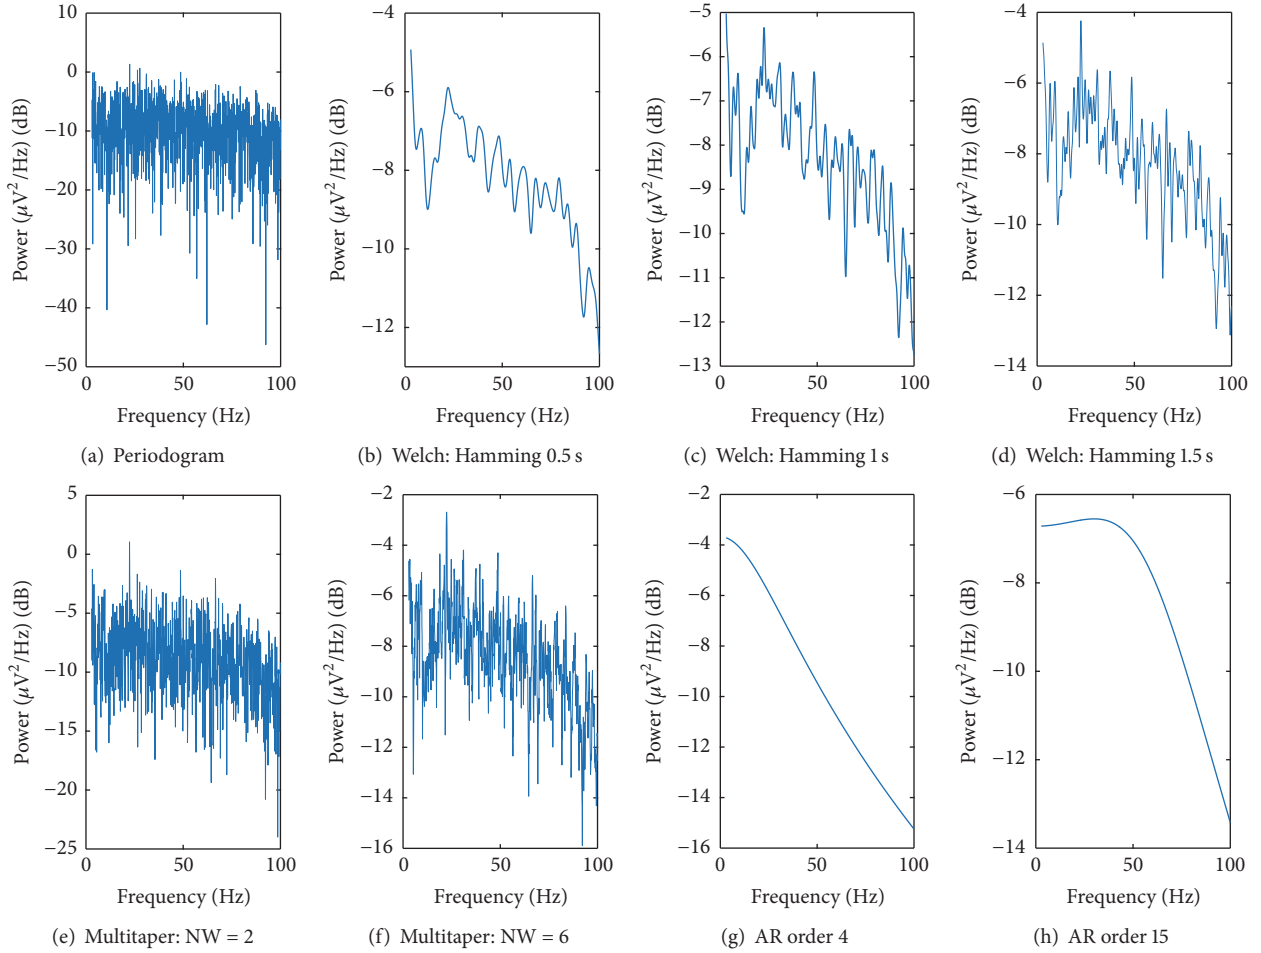 10
0
−10
−20
−30
−40
−50
Power (μV²/Hz) (dB)
0 50 100
Frequency (Hz)
(a) Periodogram
−4
−6
−8
−10
−12
Power (μV²/Hz) (dB)
0 50 100
Frequency (Hz)
(b) Welch: Hamming 0.5 s
−5
−6
−7
−8
−9
−10
−11
−12
−13
Power (μV²/Hz) (dB)
0 50 100
Frequency (Hz)
(c) Welch: Hamming 1 s
−4
−6
−8
−10
−12
−14
Power (μV²/Hz) (dB)
0 50 100
Frequency (Hz)
(d) Welch: Hamming 1.5 s
5
0
−5
−10
−15
−20
−25
Power (μV²/Hz) (dB)
0 50 100
Frequency (Hz)
(e) Multitaper: NW = 2
−2
−4
−6
−8
−10
−12
−14
−16
Power (μV²/Hz) (dB)
0 50 100
Frequency (Hz)
(f) Multitaper: NW = 6
−2
−4
−6
−8
−10
−12
−14
−16
Power (μV²/Hz) (dB)
0 50 100
Frequency (Hz)
(g) AR order 4
−6
−8
−10
−12
−14
Power (μV²/Hz) (dB)
0 50 100
Frequency (Hz)
(h) AR order 15